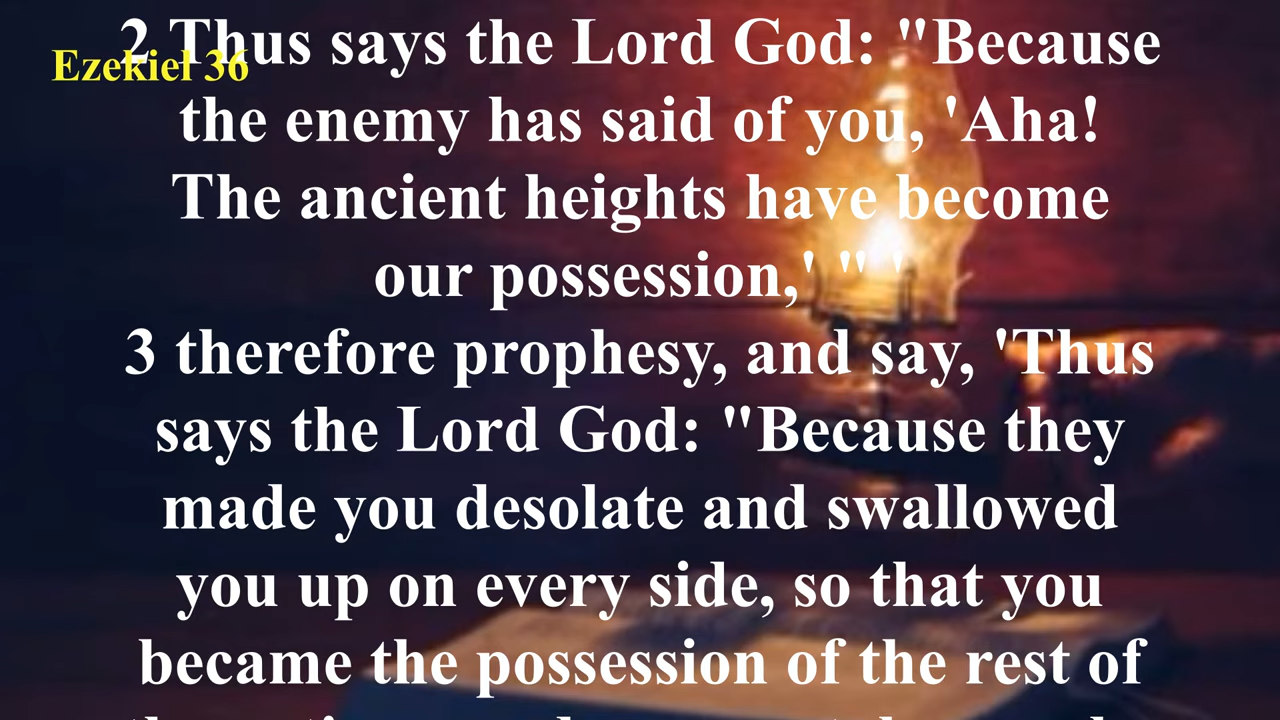 2 Thus says the Lord God: "Because
Ezekiel 36
the enemy has said of you, 'Aha!
The ancient heights have become
our possession,' " '
3 therefore prophesy, and say, 'Thus
says the Lord God: "Because they
made you desolate and swallowed
you up on every side, so that you
became the possession of the rest of